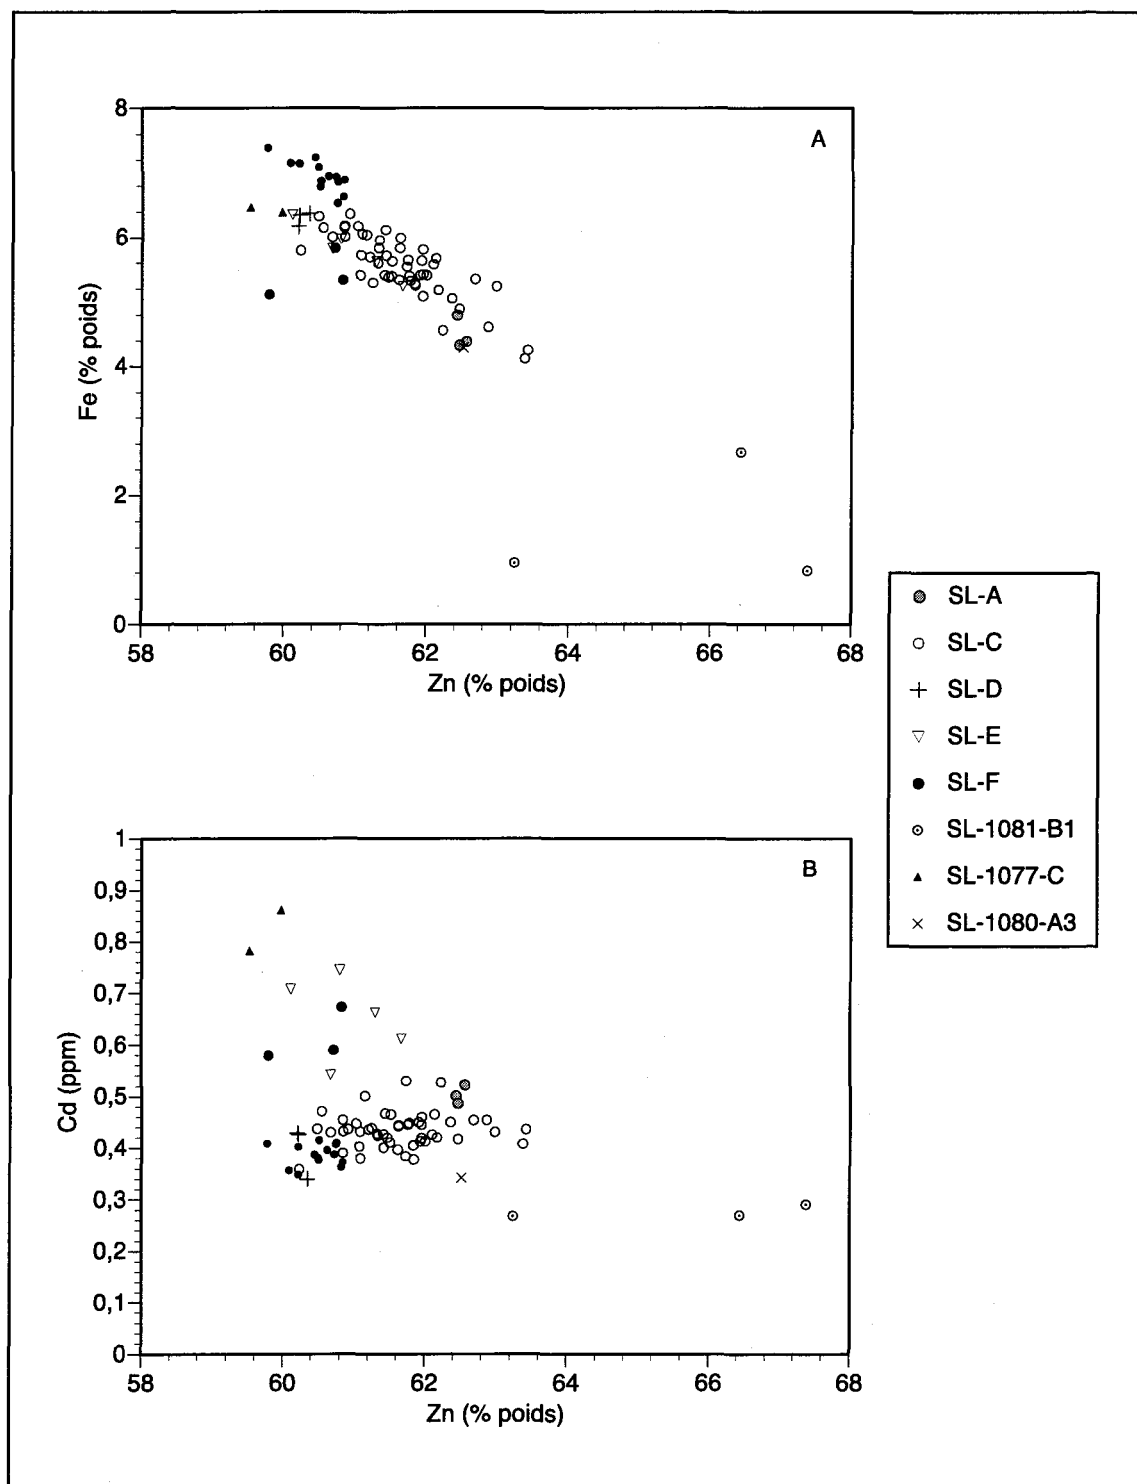 A
8
6
4
2
0
Fe (% poids)
58
60
62
64
66
68
Zn (% poids)
SL-A
SL-C
SL-D
SL-E
SL-F
SL-1081-B1
SL-1077-C
SL-1080-A3
B
1
0,9
0,8
0,7
0,6
0,5
0,4
0,3
0,2
0,1
0
Cd (ppm)
58
60
62
64
66
68
Zn (% poids)